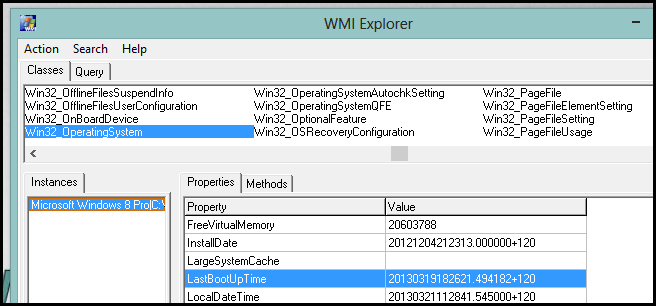 WMI Explorer
Action Search Help
Classes Query
Win32_OfflineFilesSuspendInfo Win32_OperatingSystemAutochkSetting Win32_PageFile
Win32_OfflineFilesUserConfiguration Win32_OperatingSystemQFE Win32_PageFileElementSetting
Win32_OnBoardDevice Win32_OptionalFeature Win32_PageFileSetting
Win32_OperatingSystem Win32_OSRecoveryConfiguration Win32_PageFileUsage
Instances Properties Methods
Microsoft Windows 8 Pro|C:\ Property Value
FreeVirtualMemory 20603788
InstallDate 20121204212313.000000+120
LargeSystemCache
LastBootUpTime 20130319182621.494182+120
LocalDateTime 20130321112841.545000+120